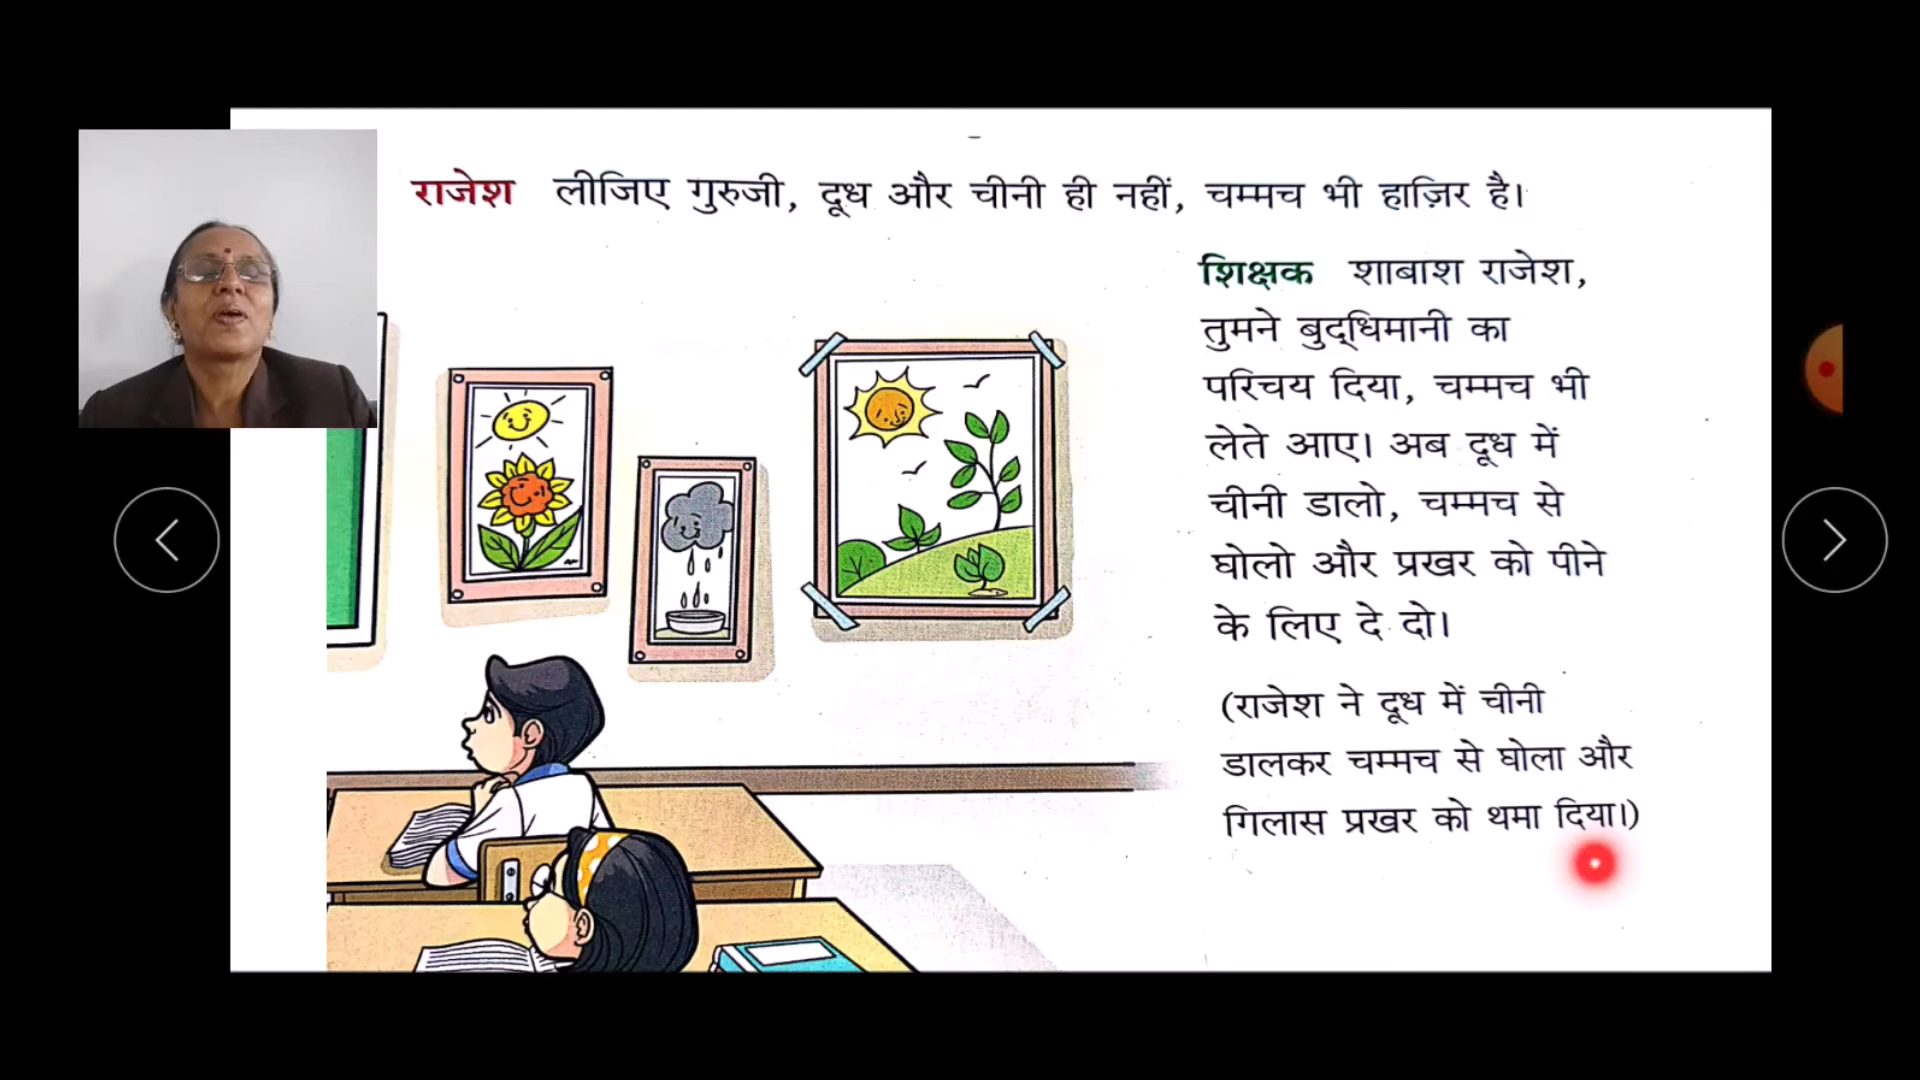 राजेश लीजिए गुरुजी, दूध और चीनी ही नहीं, चम्मच भी हाज़िर है।
शिक्षक शाबाश राजेश,
तुमने बुद्‌धिमानी का
परिचय दिया, चम्मच भी
लेते आए। अब दूध में
चीनी डालो, चम्मच से
घोलो और प्रखर को पीने
के लिए दे दो।
(राजेश ने दूध में चीनी
डालकर चम्मच से घोला और
गिलास प्रखर को थमा दिया।)